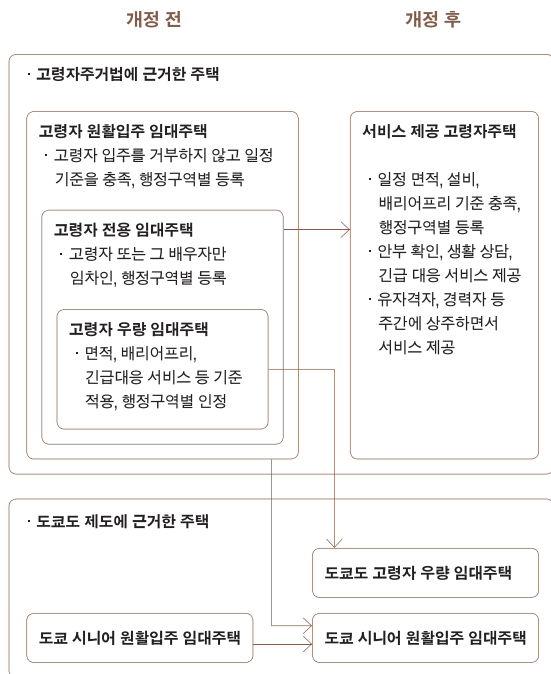 개정 전
개정 후
· 고령자주거법에 근거한 주택
고령자 원활입주 임대주택
· 고령자 입주를 거부하지 않고 일정
기준을 충족, 행정구역별 등록
고령자 전용 임대주택
· 고령자 또는 그 배우자만
임차인, 행정구역별 등록
고령자 우량 임대주택
· 면적, 배리어프리,
긴급대응 서비스 등 기준
적용, 행정구역별 인정
서비스 제공 고령자주택
· 일정 면적, 설비,
배리어프리 기준 충족,
행정구역별 등록
· 안부 확인, 생활 상담,
긴급 대응 서비스 제공
· 유자격자, 경력자 등
주간에 상주하면서
서비스 제공
· 도쿄도 제도에 근거한 주택
도쿄도 고령자 우량 임대주택
도쿄 시니어 원활입주 임대주택
도쿄 시니어 원활입주 임대주택